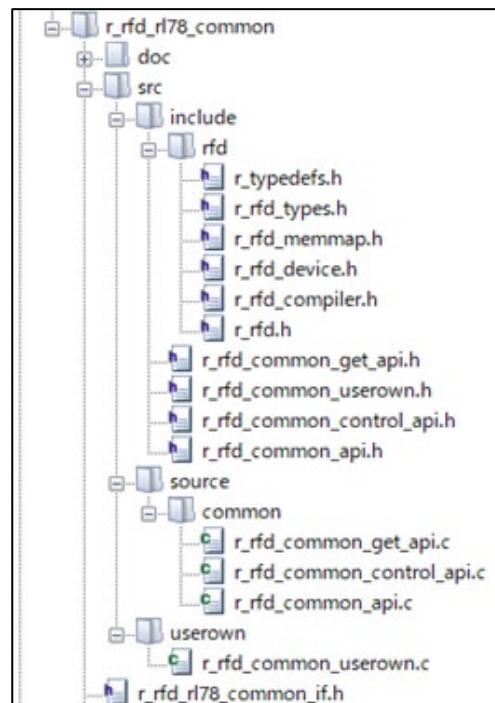 r_rfd_rl78_common
doc
src
include
rfd
r_typedefs.h
r_rfd_types.h
r_rfd_memmap.h
r_rfd_device.h
r_rfd_compiler.h
r_rfd.h
r_rfd_common_get_api.h
r_rfd_common_userown.h
r_rfd_common_control_api.h
r_rfd_common_api.h
source
common
r_rfd_common_get_api.c
r_rfd_common_control_api.c
r_rfd_common_api.c
userown
r_rfd_common_userown.c
r_rfd_rl78_common_if.h